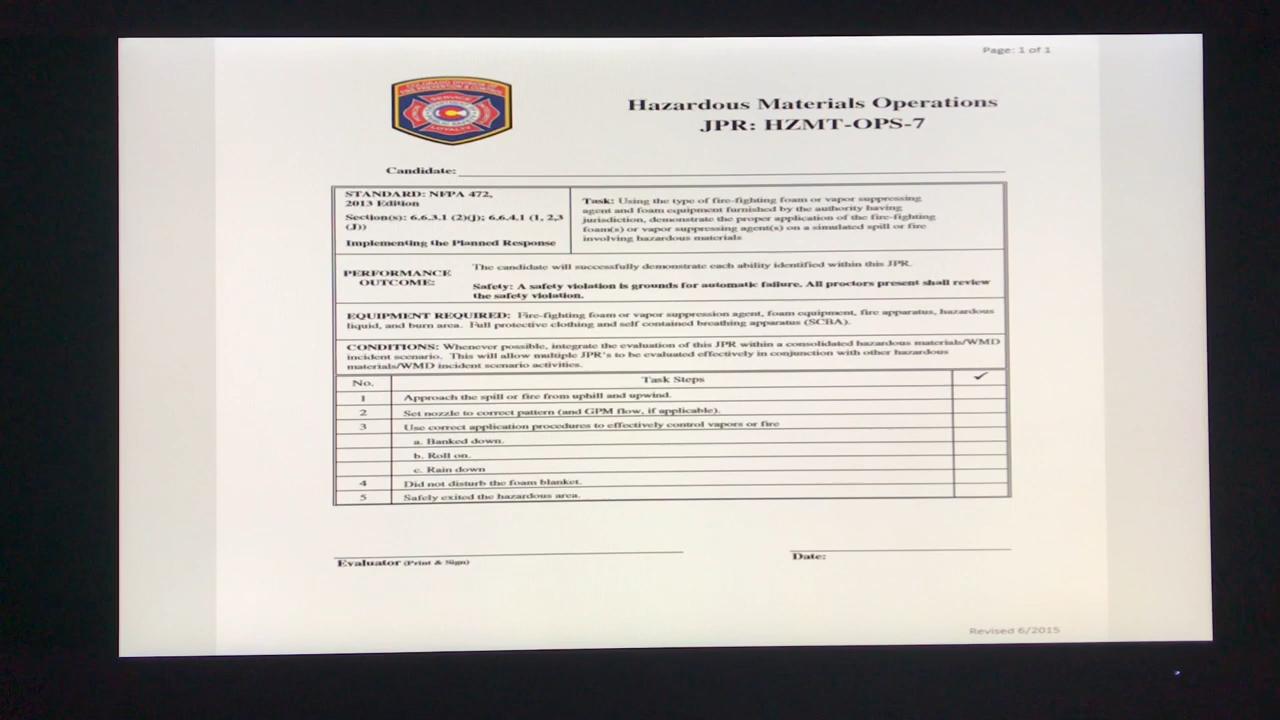 Page: 1 of 1
SERVICE
LOYALTY
Hazardous Materials Operations
JPR: HZMT-OPS-7
Candidate:
STANDARD: NFPA 472,
2013 Edition
Section(s): 6.6.3.1 (2)(j); 6.6.4.1 (1, 2,3
(J))
Implementing the Planned Response
Task: Using the type of fire-fighting foam or vapor suppressing
agent and foam equipment furnished by the authority having
jurisdiction, demonstrate the proper application of the fire-fighting
foam(s) or vapor suppressing agent(s) on a simulated spill or fire
involving hazardous materials
PERFORMANCE
OUTCOME:
The candidate will successfully demonstrate each ability identified within this JPR.
Safety: A safety violation is grounds for automatic failure. All proctors present shall review
the safety violation.
EQUIPMENT REQUIRED: Fire-fighting foam or vapor suppression agent, foam equipment, fire apparatus, hazardous
liquid, and burn area. Full protective clothing and self contained breathing apparatus (SCBA).
CONDITIONS: Whenever possible, integrate the evaluation of this JPR within a consolidated hazardous materials/WMD
incident scenario. This will allow multiple JPR's to be evaluated effectively in conjunction with other hazardous
materials/WMD incident scenario activities.
No. Task Steps ✓
1 Approach the spill or fire from uphill and upwind.
2 Set nozzle to correct pattern (and GPM flow, if applicable).
3 Use correct application procedures to effectively control vapors or fire
a. Banked down.
b. Roll on.
c. Rain down
4 Did not disturb the foam blanket.
5 Safely exited the hazardous area.
Evaluator (Print & Sign)
Date:
Revised 6/2015